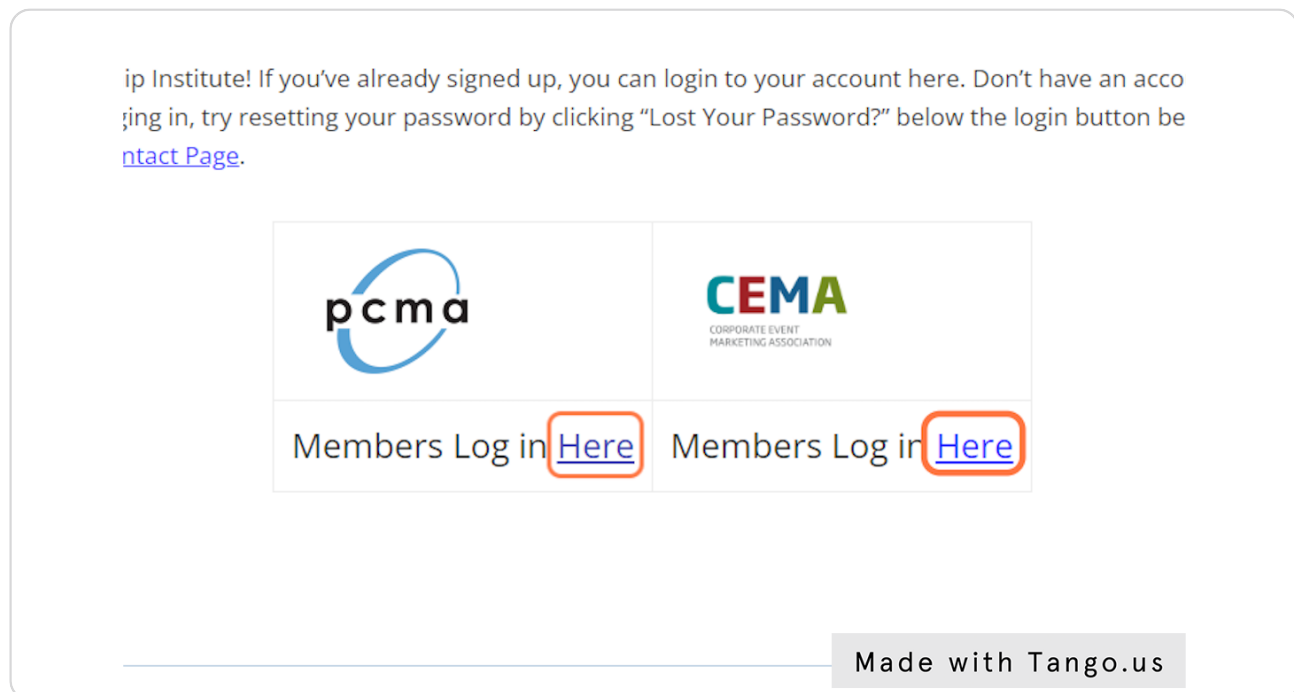 ip Institute! If you’ve already signed up, you can login to your account here. Don’t have an acco
ging in, try resetting your password by clicking “Lost Your Password?” below the login button be
ntact Page.
pcma
CEMA
CORPORATE EVENT
MARKETING ASSOCIATION
Members Log in Here
Members Log in Here
Made with Tango.us